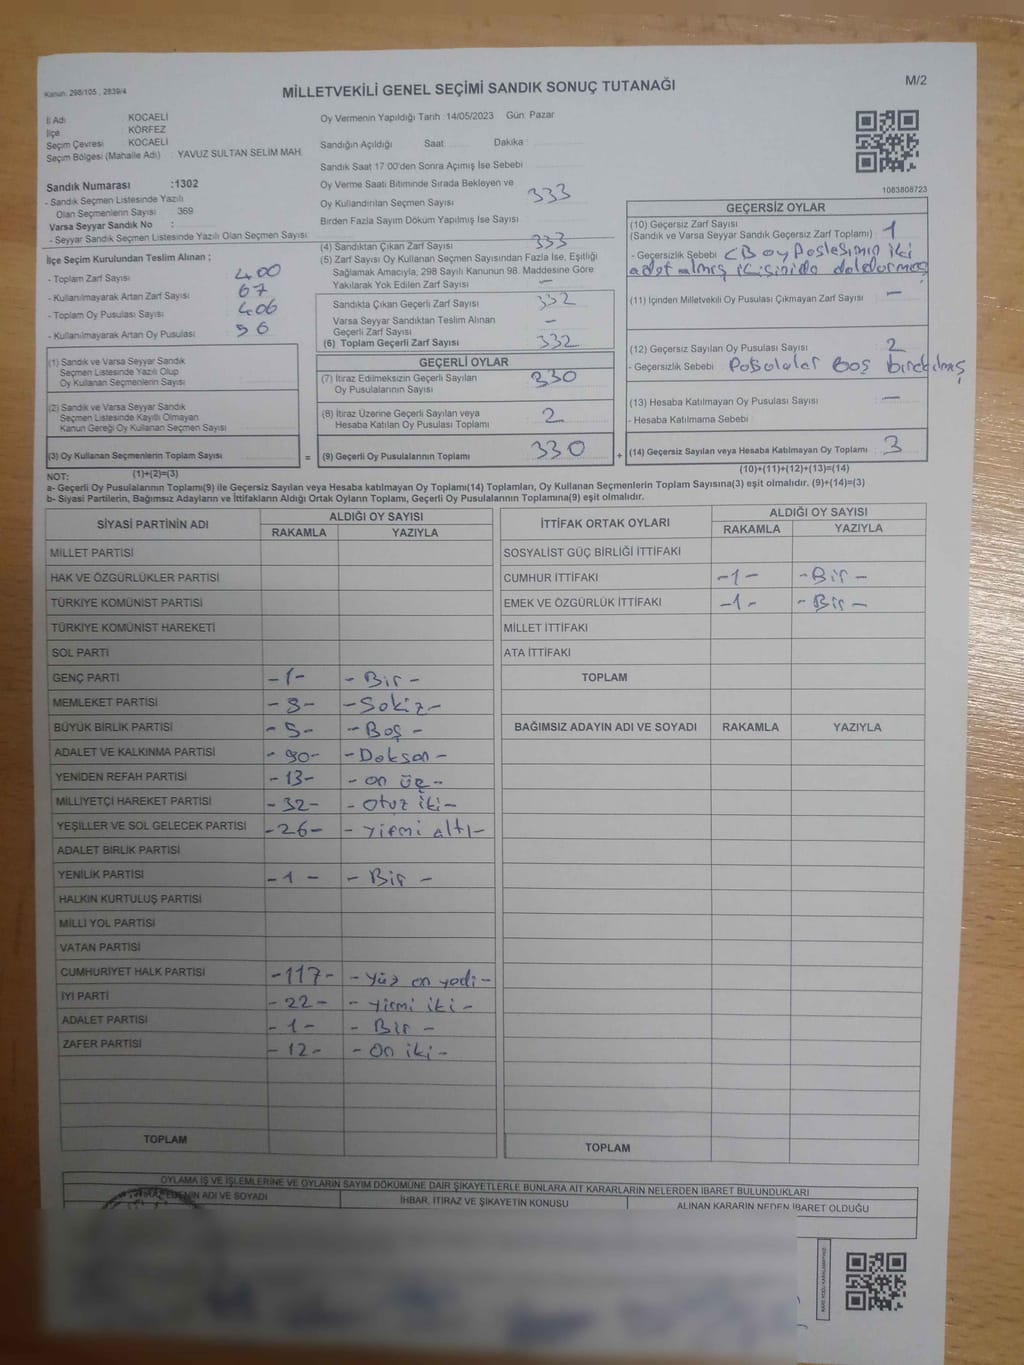 Kanun: 298/105 , 2839/4
MİLLETVEKİLİ GENEL SEÇİMİ SANDIK SONUÇ TUTANAĞI
M/2
İl Adı KOCAELİ
İlçe KÖRFEZ
Seçim Çevresi KOCAELİ
Seçim Bölgesi (Mahalle Adı) : YAVUZ SULTAN SELİM MAH.
Sandık Numarası :1302
- Sandık Seçmen Listesinde Yazılı
Olan Seçmenlerin Sayısı : 369
Varsa Seyyar Sandık No :
- Seyyar Sandık Seçmen Listesinde Yazılı Olan Seçmen Sayısı:
İlçe Seçim Kurulundan Teslim Alınan ;
- Toplam Zarf Sayısı : 400
- Kullanılmayarak Artan Zarf Sayısı : 67
- Toplam Oy Pusulası Sayısı : 406
- Kullanılmayarak Artan Oy Pusulası : 56
(1) Sandık ve Varsa Seyyar Sandık
Seçmen Listesinde Yazılı Olup
Oy Kullanan Seçmenlerin Sayısı :
(2) Sandık ve Varsa Seyyar Sandık
Seçmen Listesinde Kayıtlı Olmayan
Kanun Gereği Oy Kullanan Seçmen Sayısı :
(3) Oy Kullanan Seçmenlerin Toplam Sayısı :
Oy Vermenin Yapıldığı Tarih :14/05/2023 Gün: Pazar
Sandığın Açıldığı Saat Dakika :
Sandık Saat 17:00'den Sonra Açımış İse Sebebi
Oy Verme Saati Bitiminde Sırada Bekleyen ve
Oy Kullandırılan Seçmen Sayısı : 333
Birden Fazla Sayım Döküm Yapılmış İse Sayısı :
(4) Sandıktan Çıkan Zarf Sayısı : 333
(5) Zarf Sayısı Oy Kullanan Seçmen Sayısından Fazla İse, Eşitliği
Sağlamak Amacıyla, 298 Sayılı Kanunun 98. Maddesine Göre
Yakılarak Yok Edilen Zarf Sayısı : —
Sandıkta Çıkan Geçerli Zarf Sayısı : 332
Varsa Seyyar Sandıktan Teslim Alınan
Geçerli Zarf Sayısı : —
(6) Toplam Geçerli Zarf Sayısı : 332
GEÇERLİ OYLAR
(7) İtiraz Edilmeksizin Geçerli Sayılan
Oy Pusulalarının Sayısı : 330
(8) İtiraz Üzerine Geçerli Sayılan veya
Hesaba Katılan Oy Pusulası Toplamı : 2
= (9) Geçerli Oy Pusulalarının Toplamı : 330 +
1083808723
GEÇERSİZ OYLAR
(10) Geçersiz Zarf Sayısı
(Sandık ve Varsa Seyyar Sandık Geçersiz Zarf Toplamı) : 1
- Geçersizlik Sebebi : CB oy Poslesinin iki
adet almış ikisinide doldurmuş
(11) İçinden Milletvekili Oy Pusulası Çıkmayan Zarf Sayısı : —
(12) Geçersiz Sayılan Oy Pusulası Sayısı : 2
- Geçersizlik Sebebi : Pobsolalar Boş bırakılmış
(13) Hesaba Katılmayan Oy Pusulası Sayısı : —
- Hesaba Katılmama Sebebi :
(14) Geçersiz Sayılan veya Hesaba Katılmayan Oy Toplamı : 3
NOT: (1)+(2)=(3)
(10)+(11)+(12)+(13)=(14)
a- Geçerli Oy Pusulalarının Toplamı(9) ile Geçersiz Sayılan veya Hesaba katılmayan Oy Toplamı(14) Toplamları, Oy Kullanan Seçmenlerin Toplam Sayısına(3) eşit olmalıdır. (9)+(14)=(3)
b- Siyasi Partilerin, Bağımsız Adayların ve İttifakların Aldığı Ortak Oyların Toplamı, Geçerli Oy Pusulalarının Toplamına(9) eşit olmalıdır.
SİYASİ PARTİNİN ADI ALDIĞI OY SAYISI
RAKAMLA YAZIYLA
MİLLET PARTİSİ
HAK VE ÖZGÜRLÜKLER PARTİSİ
TÜRKİYE KOMÜNİST PARTİSİ
TÜRKİYE KOMÜNİST HAREKETİ
SOL PARTİ
GENÇ PARTİ -1- - Bir -
MEMLEKET PARTİSİ -8- -Sekiz-
BÜYÜK BİRLİK PARTİSİ -5- -Beş-
ADALET VE KALKINMA PARTİSİ - 90- -Doksan-
YENİDEN REFAH PARTİSİ -13- - on üç-
MİLLİYETÇİ HAREKET PARTİSİ -32- - otuz iki-
YEŞİLLER VE SOL GELECEK PARTİSİ -26- - yirmi altı-
ADALET BİRLİK PARTİSİ
YENİLİK PARTİSİ -1- - Bir -
HALKIN KURTULUŞ PARTİSİ
MİLLİ YOL PARTİSİ
VATAN PARTİSİ
CUMHURİYET HALK PARTİSİ -117- - yüz on yedi-
İYİ PARTİ -22- - yirmi iki-
ADALET PARTİSİ -1- - Bir -
ZAFER PARTİSİ -12- - On iki-
TOPLAM
İTTİFAK ORTAK OYLARI ALDIĞI OY SAYISI
RAKAMLA YAZIYLA
SOSYALİST GÜÇ BİRLİĞİ İTTİFAKI
CUMHUR İTTİFAKI -1- -Bir-
EMEK VE ÖZGÜRLÜK İTTİFAKI -1- - Bir-
MİLLET İTTİFAKI
ATA İTTİFAKI
TOPLAM
BAĞIMSIZ ADAYIN ADI VE SOYADI RAKAMLA YAZIYLA
TOPLAM
OYLAMA İŞ VE İŞLEMLERİNE VE OYLARIN SAYIM DÖKÜMÜNE DAİR ŞİKAYETLERLE BUNLARA AİT KARARLARIN NELERDEN İBARET BULUNDUKLARI
ADI VE SOYADI İHBAR, İTİRAZ VE ŞİKAYETİN KONUSU ALINAN KARARIN NEDEN İBARET OLDUĞU